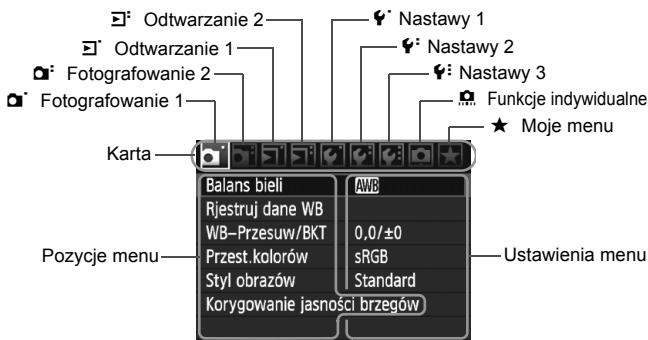 Odtwarzanie 2
Nastawy 1
Odtwarzanie 1
Nastawy 2
Fotografowanie 2
Nastawy 3
Fotografowanie 1
Funkcje indywidualne
★ Moje menu
Karta
Balans bieli AWB
Rjestruj dane WB
WB–Przesuw/BKT 0,0/±0
Pozycje menu
Przest.kolorów sRGB
Ustawienia menu
Styl obrazów Standard
Korygowanie jasności brzegów